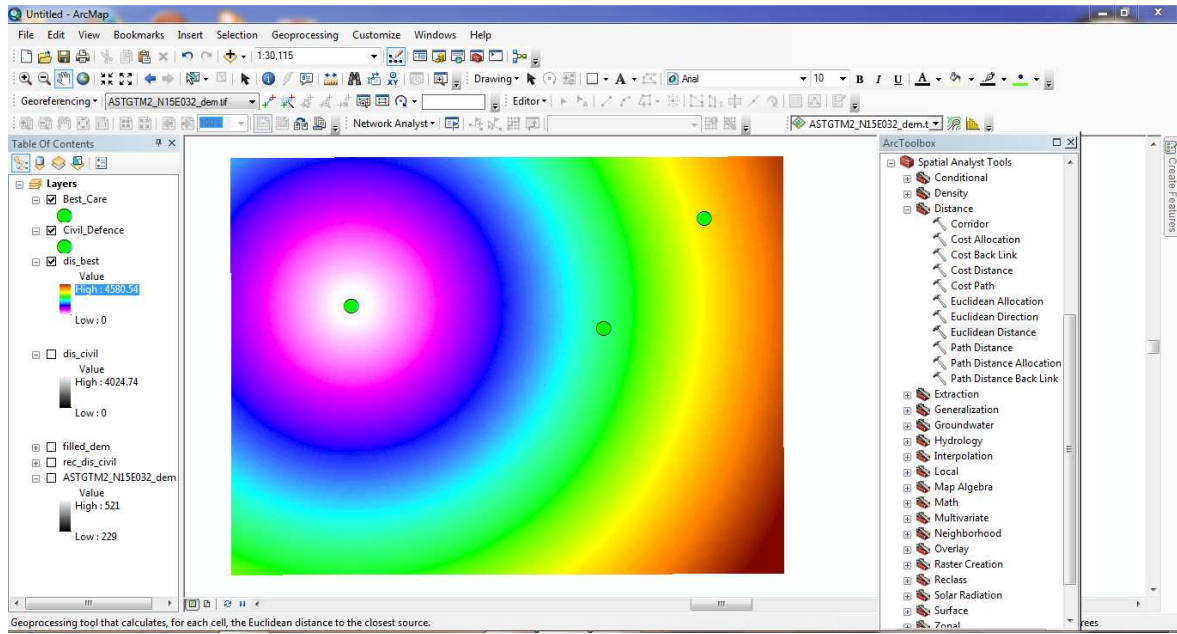 Untitled - ArcMap
File Edit View Bookmarks Insert Selection Geoprocessing Customize Windows Help
1:30,115
Drawing A Arial 10 B I U A
Georeferencing ASTGTM2_N15E032_dem.tif Editor
100% Network Analyst ASTGTM2_N15E032_dem.t
Table Of Contents
Layers
Best_Care
Civil_Defence
dis_best
Value
High : 4580.54
Low : 0
dis_civil
Value
High : 4024.74
Low : 0
filled_dem
rec_dis_civil
ASTGTM2_N15E032_dem
Value
High : 521
Low : 229
ArcToolbox
Spatial Analyst Tools
Conditional
Density
Distance
Corridor
Cost Allocation
Cost Back Link
Cost Distance
Cost Path
Euclidean Allocation
Euclidean Direction
Euclidean Distance
Path Distance
Path Distance Allocation
Path Distance Back Link
Extraction
Generalization
Groundwater
Hydrology
Interpolation
Local
Map Algebra
Math
Multivariate
Neighborhood
Overlay
Raster Creation
Reclass
Solar Radiation
Surface
Zonal
Create Features
Geoprocessing tool that calculates, for each cell, the Euclidean distance to the closest source.
rees